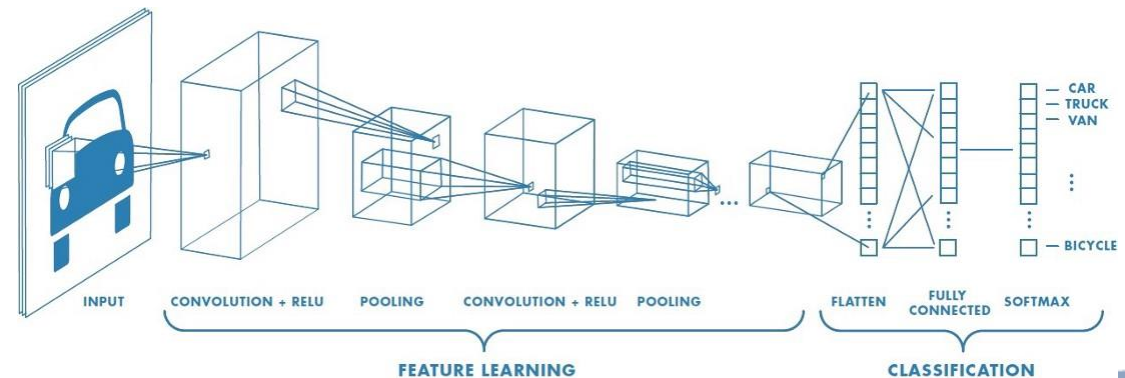 CAR
TRUCK
VAN
BICYCLE
INPUT
CONVOLUTION + RELU
POOLING
CONVOLUTION + RELU
POOLING
FLATTEN
FULLY
CONNECTED
SOFTMAX
FEATURE LEARNING
CLASSIFICATION